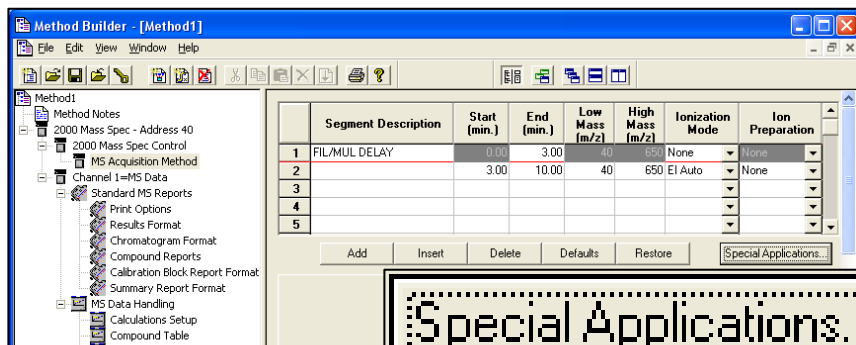 Method Builder - [Method1]
File Edit View Window Help
Method1
Method Notes
2000 Mass Spec - Address 40
2000 Mass Spec Control
MS Acquisition Method
Channel 1=MS Data
Standard MS Reports
Print Options
Results Format
Chromatogram Format
Compound Reports
Calibration Block Report Format
Summary Report Format
MS Data Handling
Calculations Setup
Compound Table
Segment Description Start (min.) End (min.) Low Mass (m/z) High Mass (m/z) Ionization Mode Ion Preparation
1 FIL/MUL DELAY 0.00 3.00 40 650 None None
2 3.00 10.00 40 650 EI Auto None
3
4
5
Add Insert Delete Defaults Restore Special Applications...
Special Applications.